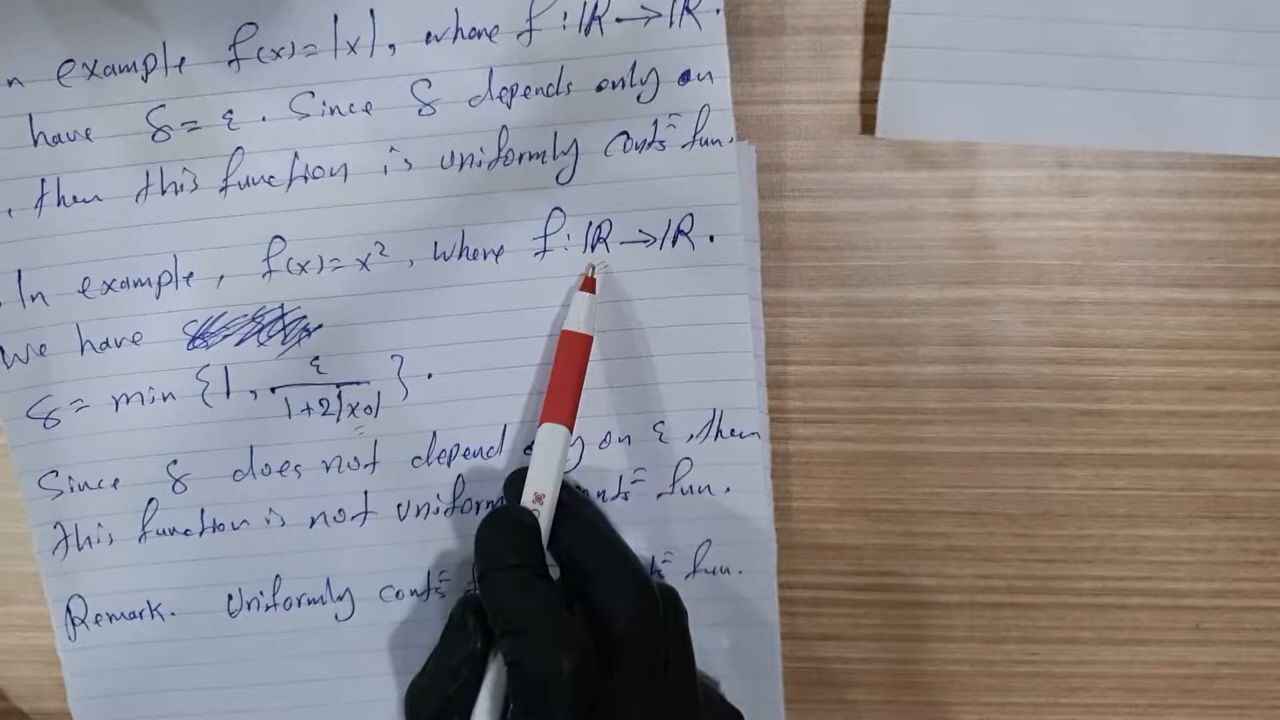 n example f(x)=|x|, whare f:IR→IR.
have δ=ε. Since δ depends only on
, then this function is uniformly conts fun.
. In example, f(x)=x², where f:IR→IR.
We have
δ= min {1, ε/(1+2|x₀|)}.
Since δ does not depend on ε, then
this function is not uniform fun.
Remark. Uniformly conts fun.